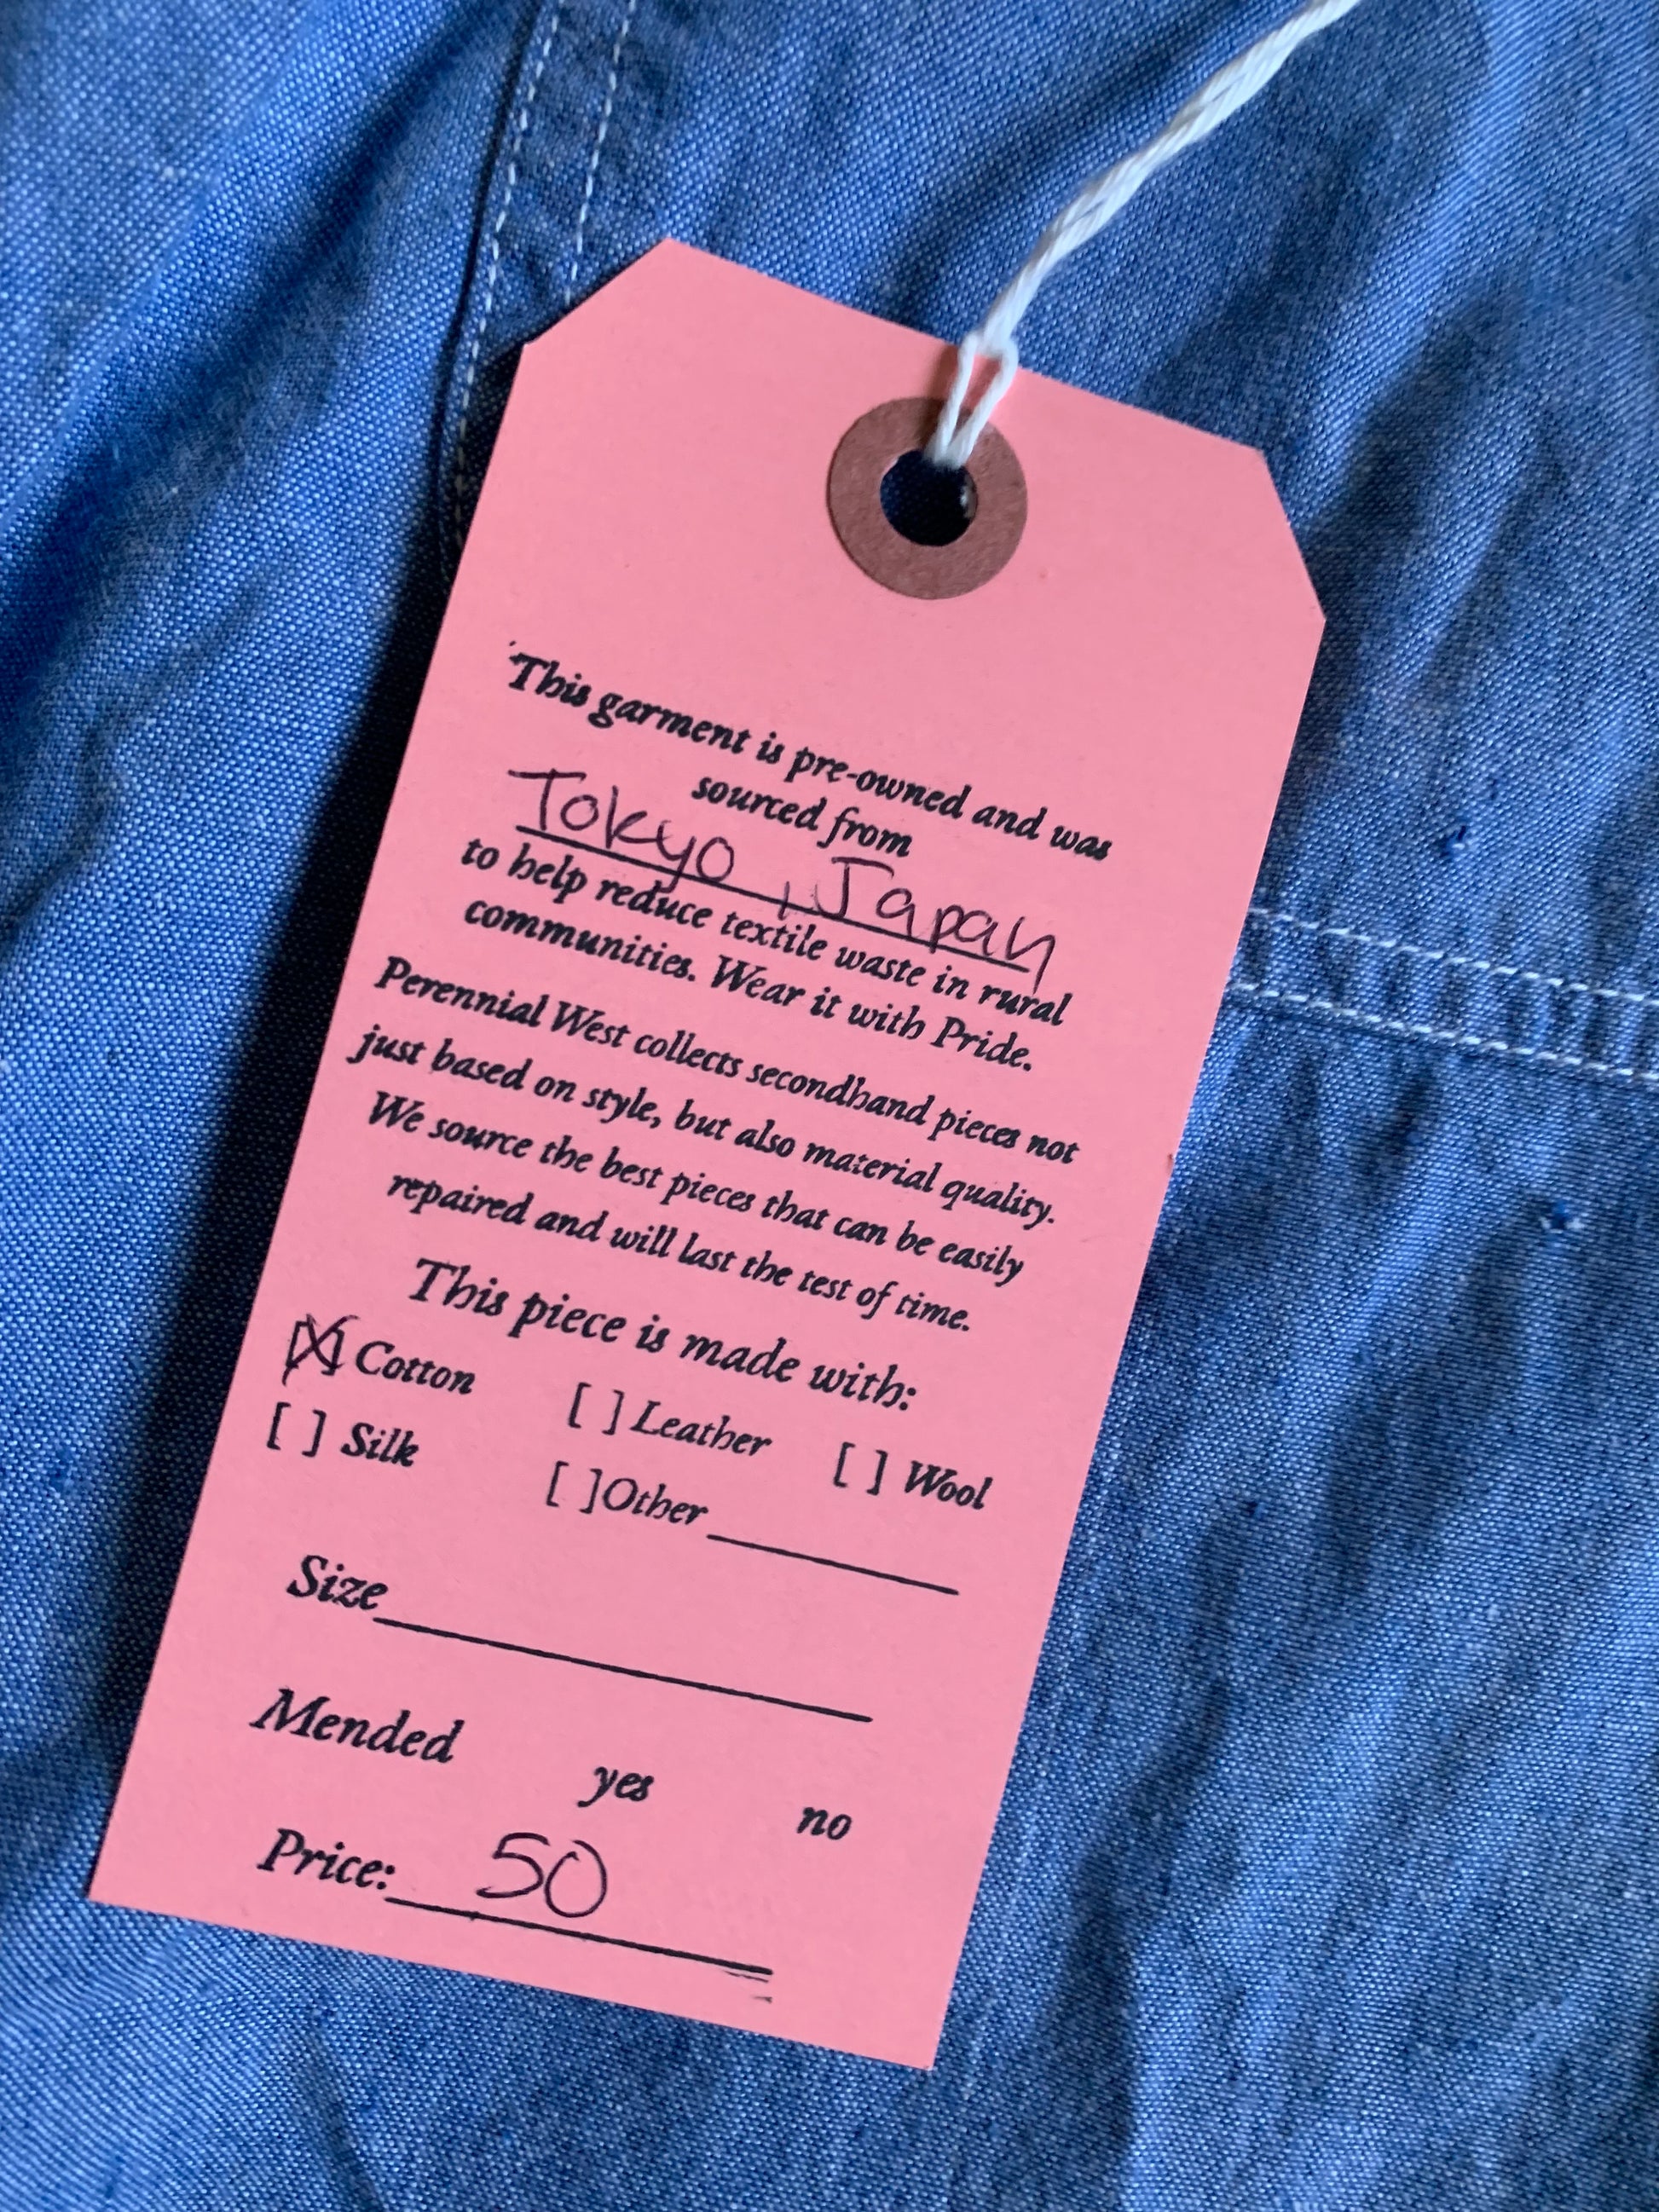 This garment is pre-owned and was
sourced from
Tokyo, Japan
to help reduce textile waste in rural
communities. Wear it with Pride.
Perennial West collects secondhand pieces not
just based on style, but also material quality.
We source the best pieces that can be easily
repaired and will last the test of time.
This piece is made with:
[X] Cotton [ ] Leather [ ] Wool
[ ] Silk [ ] Other
Size
Mended yes no
Price: 50